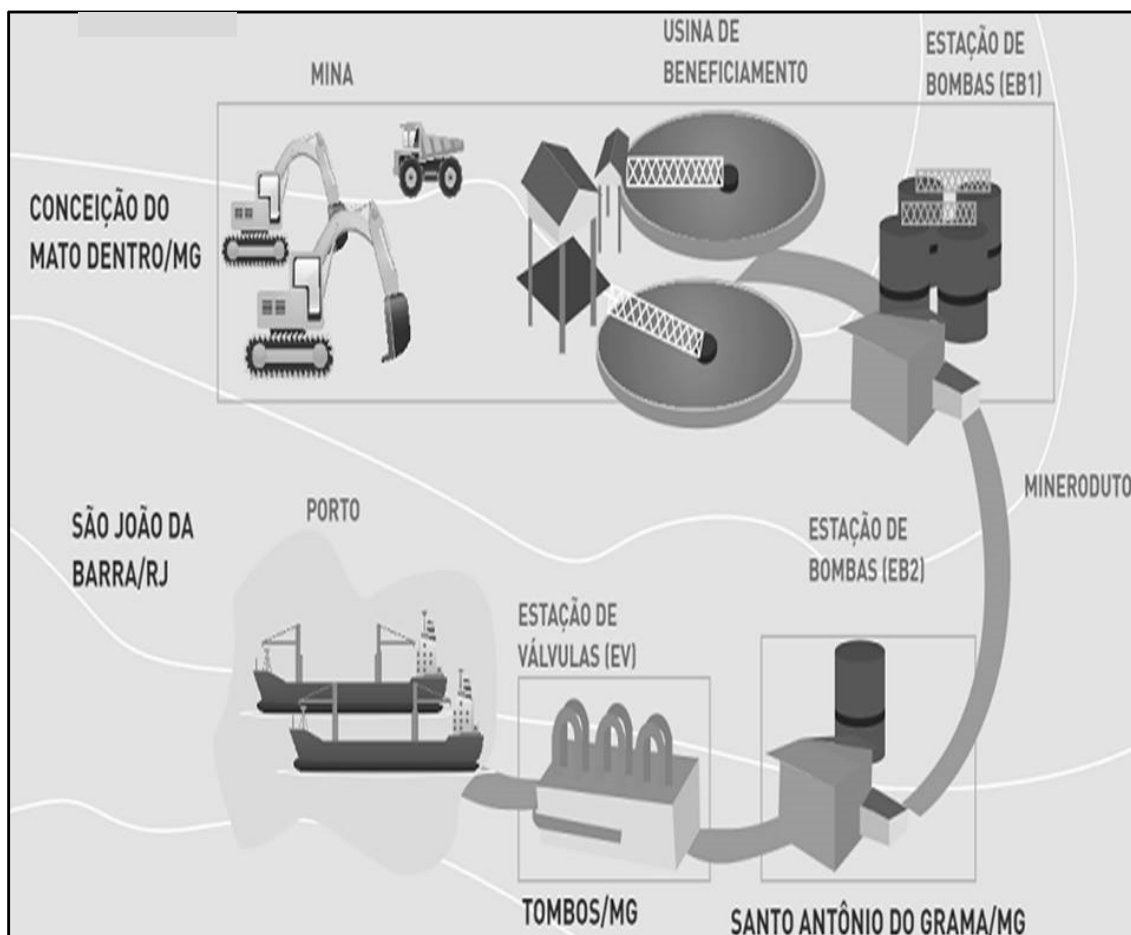 MINA
USINA DE
BENEFICIAMENTO
ESTAÇÃO DE
BOMBAS (EB1)
CONCEIÇÃO DO
MATO DENTRO/MG
MINERODUTO
SÃO JOÃO DA
BARRA/RJ
PORTO
ESTAÇÃO DE
BOMBAS (EB2)
ESTAÇÃO DE
VÁLVULAS (EV)
TOMBOS/MG
SANTO ANTÔNIO DO GRAMA/MG